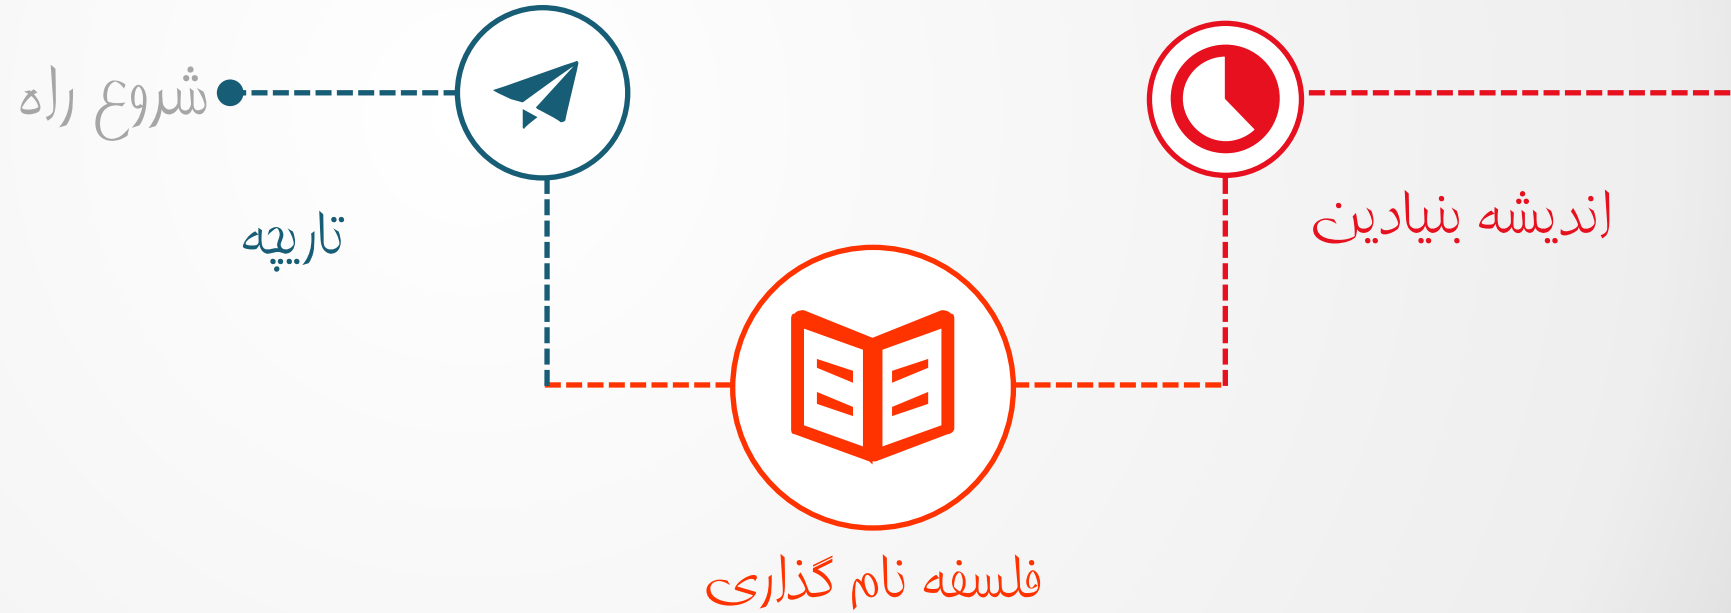 شروع راه
تاریچه
اندیشه بنیادین
فلسفه نام گذاری